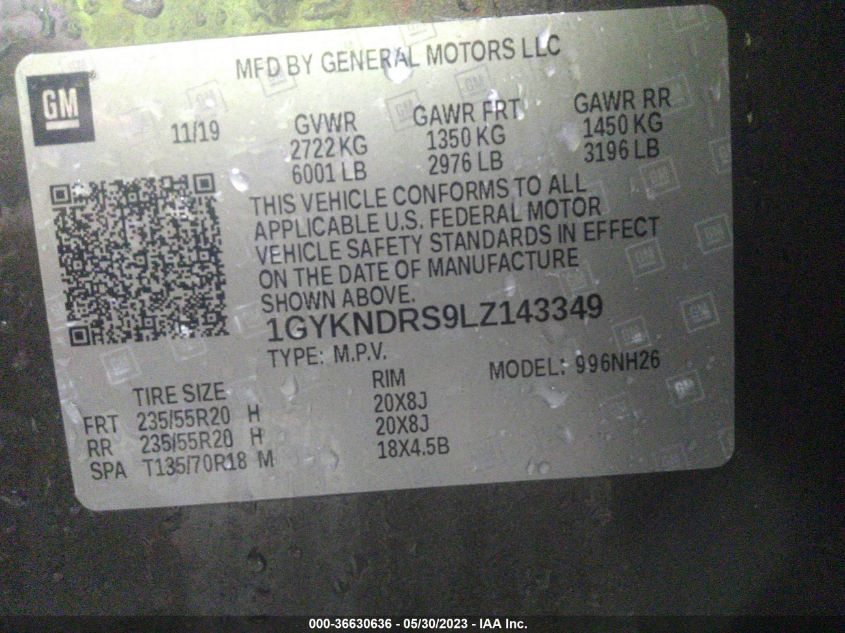 MFD BY GENERAL MOTORS LLC
GM
11/19
GVWR
2722 KG
6001 LB
GAWR FRT
1350 KG
2976 LB
GAWR RR
1450 KG
3196 LB
THIS VEHICLE CONFORMS TO ALL
APPLICABLE U.S. FEDERAL MOTOR
VEHICLE SAFETY STANDARDS IN EFFECT
ON THE DATE OF MANUFACTURE
SHOWN ABOVE.
1GYKNDRS9LZ143349
TYPE: M.P.V.
MODEL: 996NH26
TIRE SIZE RIM
FRT 235/55R20 H 20X8J
RR 235/55R20 H 20X8J
SPA T135/70R18 M 18X4.5B
000-36630636 - 05/30/2023 - IAA Inc.